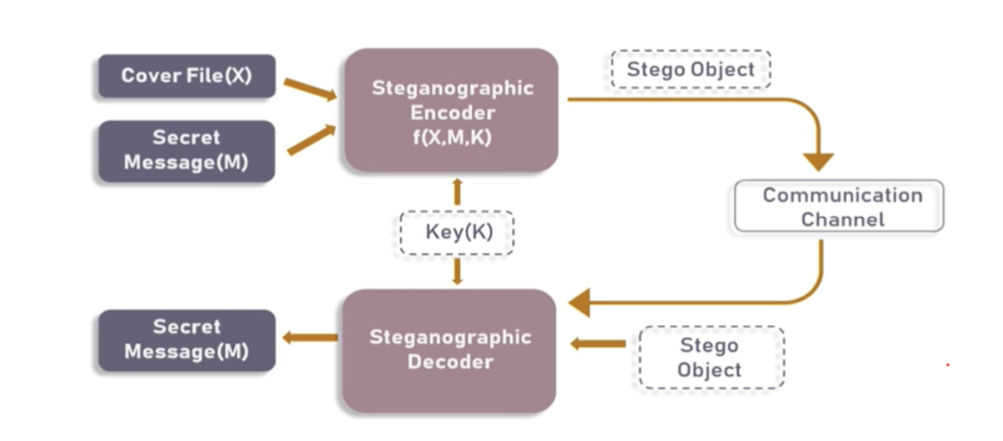 Cover File(X)
Secret
Message(M)
Steganographic
Encoder
f(X,M,K)
Stego Object
Communication
Channel
Key(K)
Secret
Message(M)
Steganographic
Decoder
Stego
Object